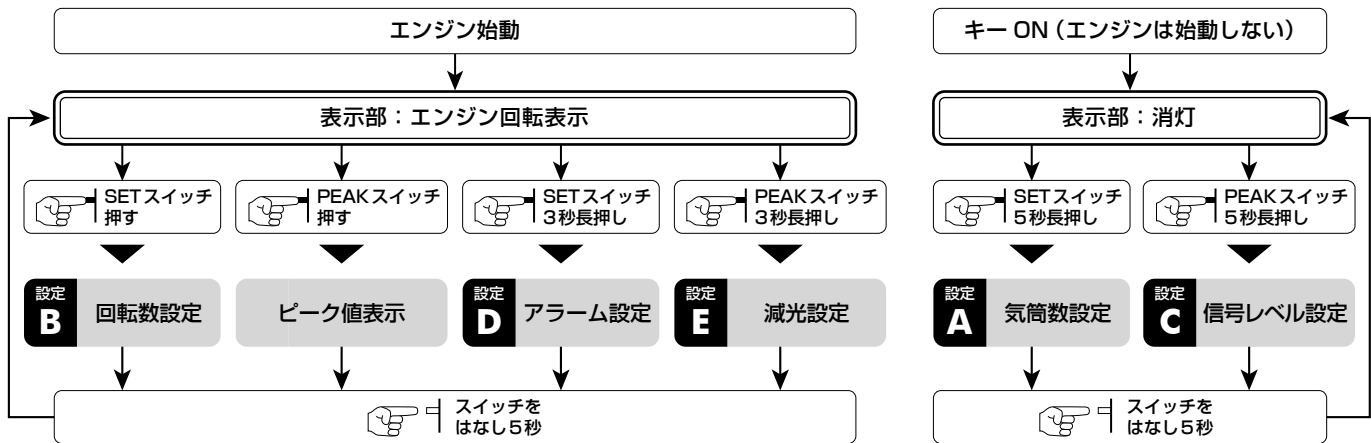 エンジン始動
キー ON（エンジンは始動しない）
表示部：エンジン回転表示
表示部：消灯
SETスイッチ
押す
PEAKスイッチ
押す
SETスイッチ
3秒長押し
PEAKスイッチ
3秒長押し
SETスイッチ
5秒長押し
PEAKスイッチ
5秒長押し
設定
B
回転数設定
ピーク値表示
設定
D
アラーム設定
設定
E
減光設定
設定
A
気筒数設定
設定
C
信号レベル設定
スイッチを
はなし5秒
スイッチを
はなし5秒